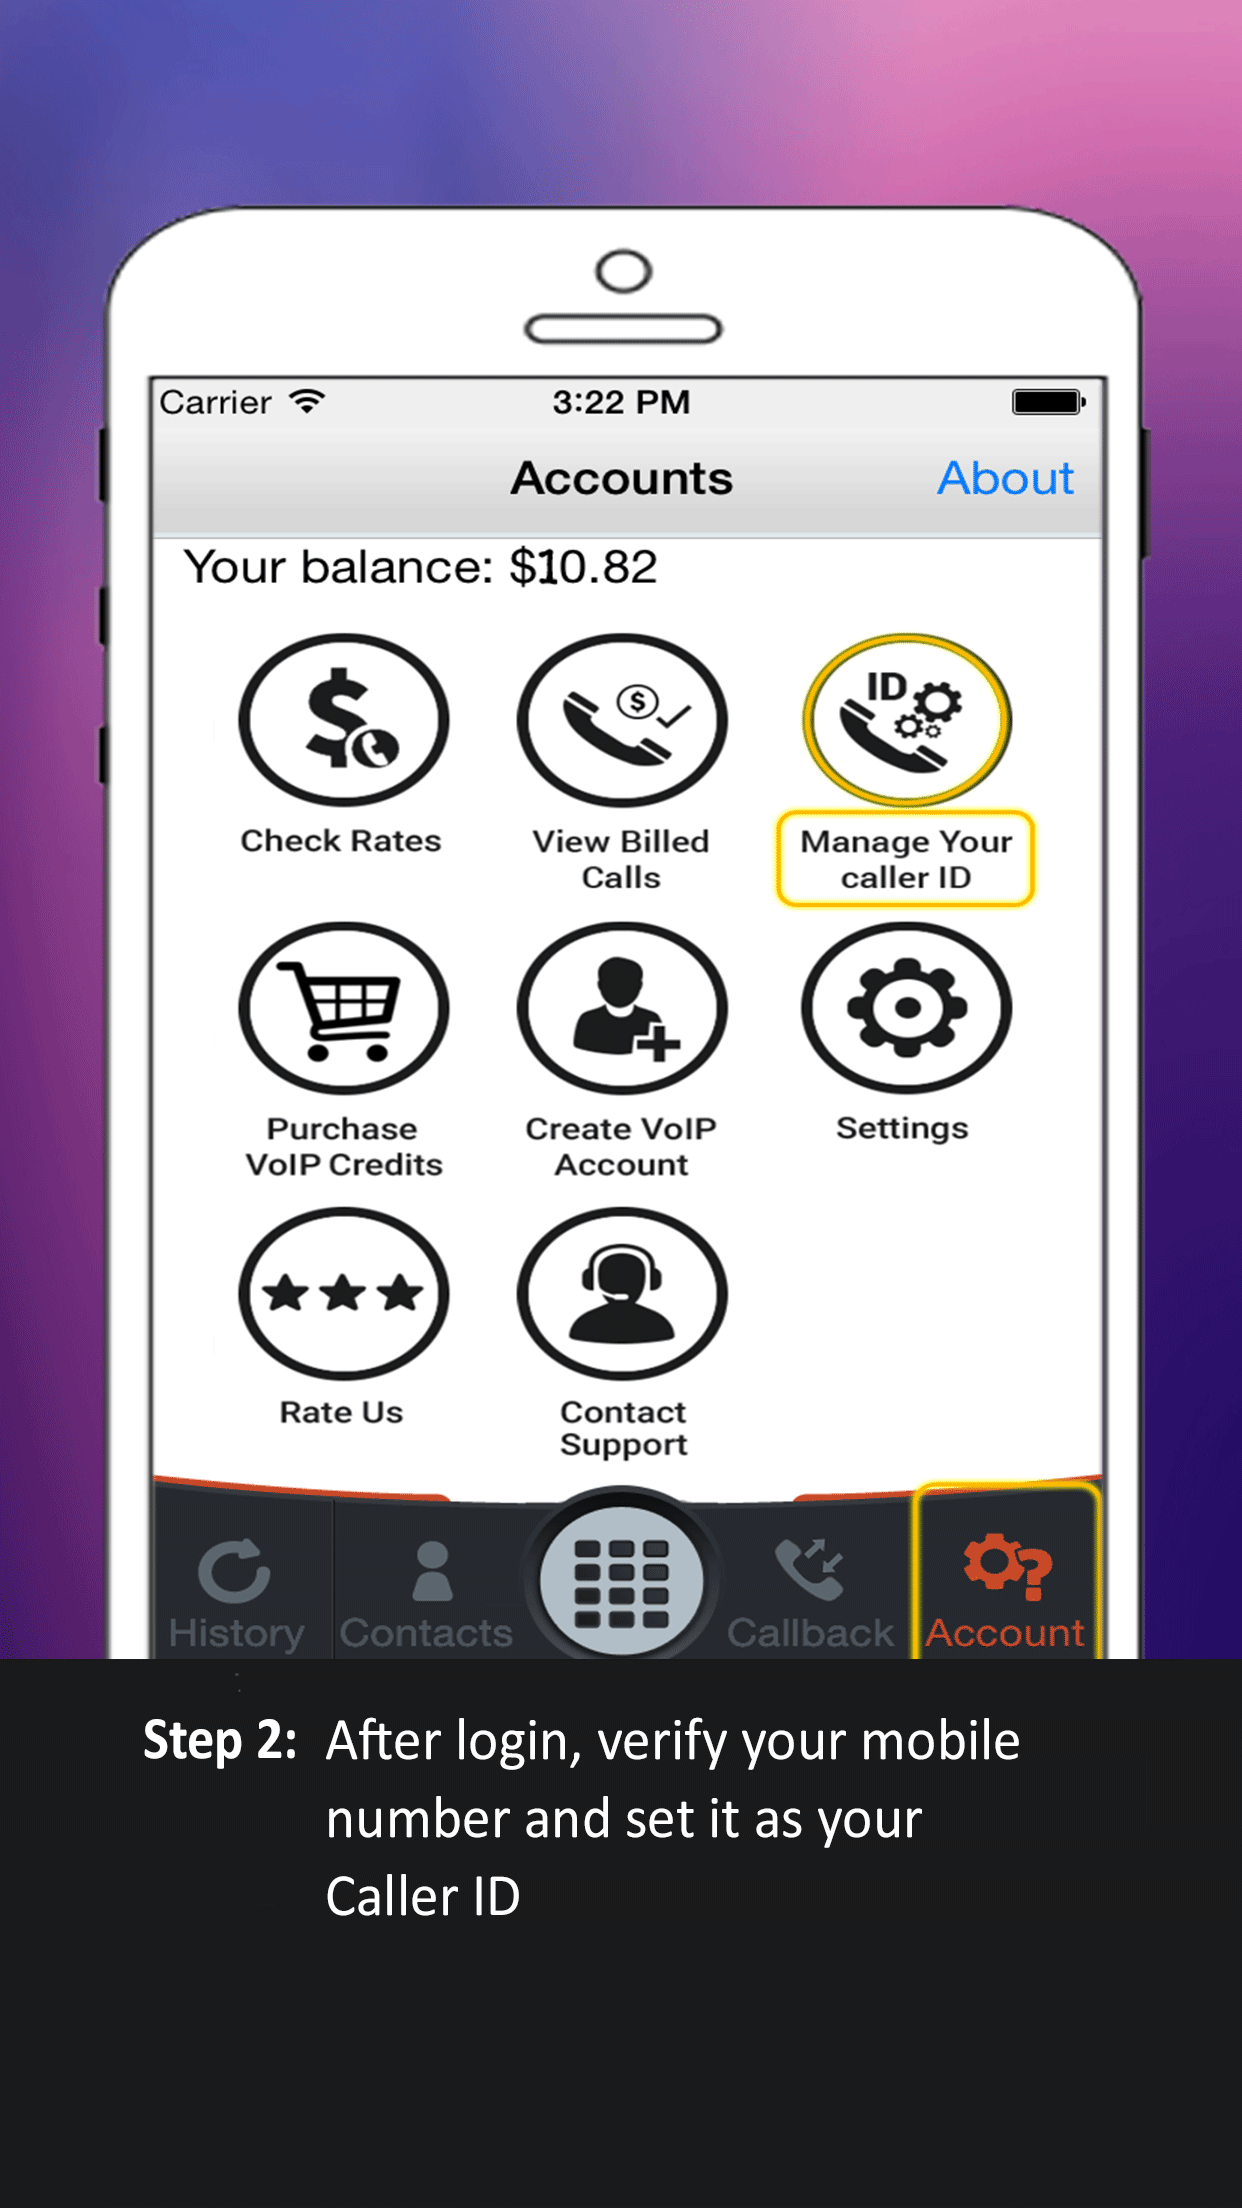 Carrier 3:22 PM
Accounts About
Your balance: $10.82
$ $ ID
Check Rates View Billed Calls Manage Your caller ID
Purchase VoIP Credits Create VoIP Account Settings
Rate Us Contact Support
History Contacts Callback ? Account
Step 2: After login, verify your mobile
number and set it as your
Caller ID